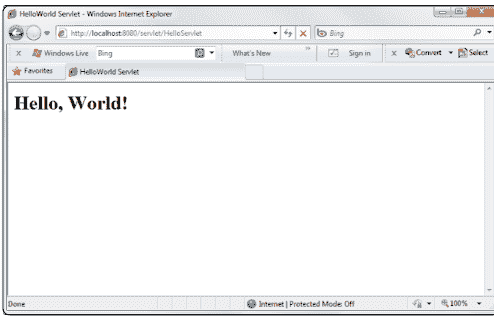 HelloWorld Servlet - Windows Internet Explorer
http://localhost:8080/servlet/HelloServlet
Bing
x Windows Live Bing What's New » Sign in x Convert Select
Favorites HelloWorld Servlet
Hello, World!
Done Internet | Protected Mode: Off 100%